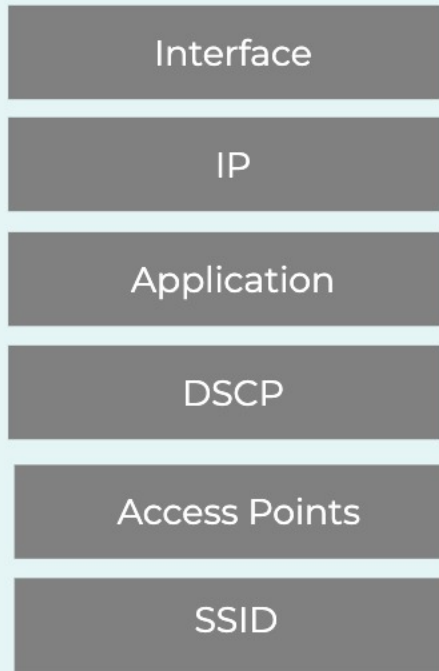 Interface
IP
Application
DSCP
Access Points
SSID